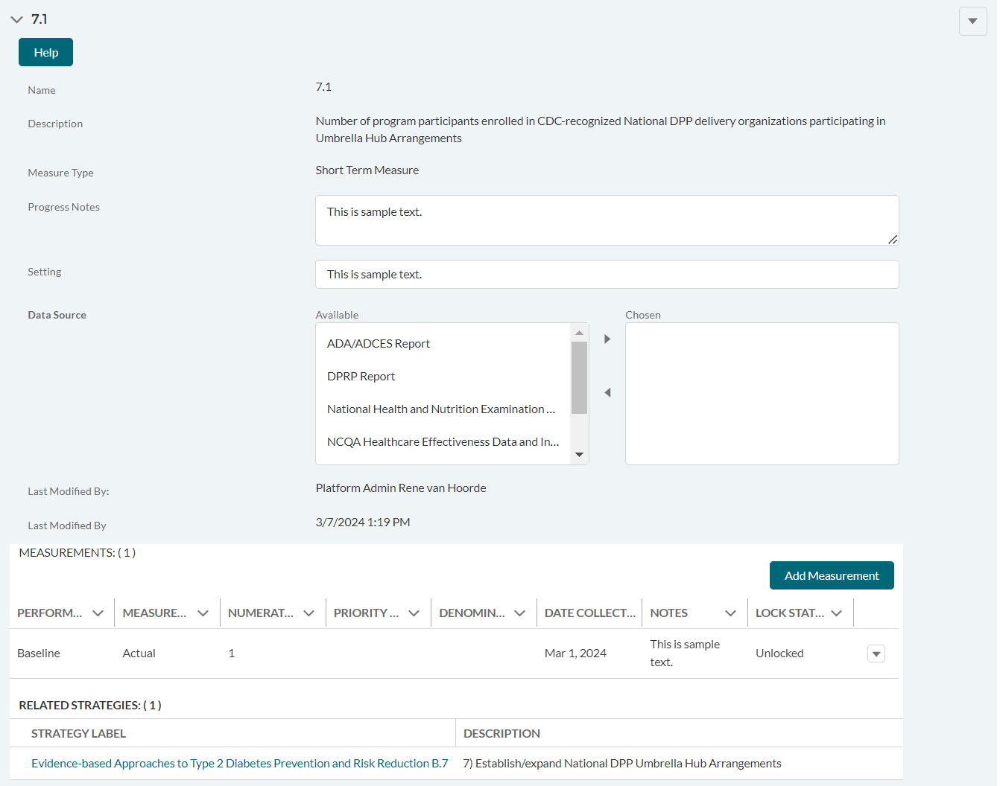 7.1
Help
Name
7.1
Description
Number of program participants enrolled in CDC-recognized National DPP delivery organizations participating in
Umbrella Hub Arrangements
Measure Type
Short Term Measure
Progress Notes
This is sample text.
Setting
This is sample text.
Data Source
Available
Chosen
ADA/ADCES Report
DPRP Report
National Health and Nutrition Examination ...
NCQA Healthcare Effectiveness Data and In...
Last Modified By:
Platform Admin Rene van Hoorde
Last Modified By
3/7/2024 1:19 PM
MEASUREMENTS: ( 1 )
Add Measurement
PERFORM... MEASURE... NUMERAT... PRIORITY ... DENOMIN... DATE COLLECT... NOTES LOCK STAT...
Baseline Actual 1 Mar 1, 2024 This is sample Unlocked
text.
RELATED STRATEGIES: ( 1 )
STRATEGY LABEL DESCRIPTION
Evidence-based Approaches to Type 2 Diabetes Prevention and Risk Reduction B.7 7) Establish/expand National DPP Umbrella Hub Arrangements